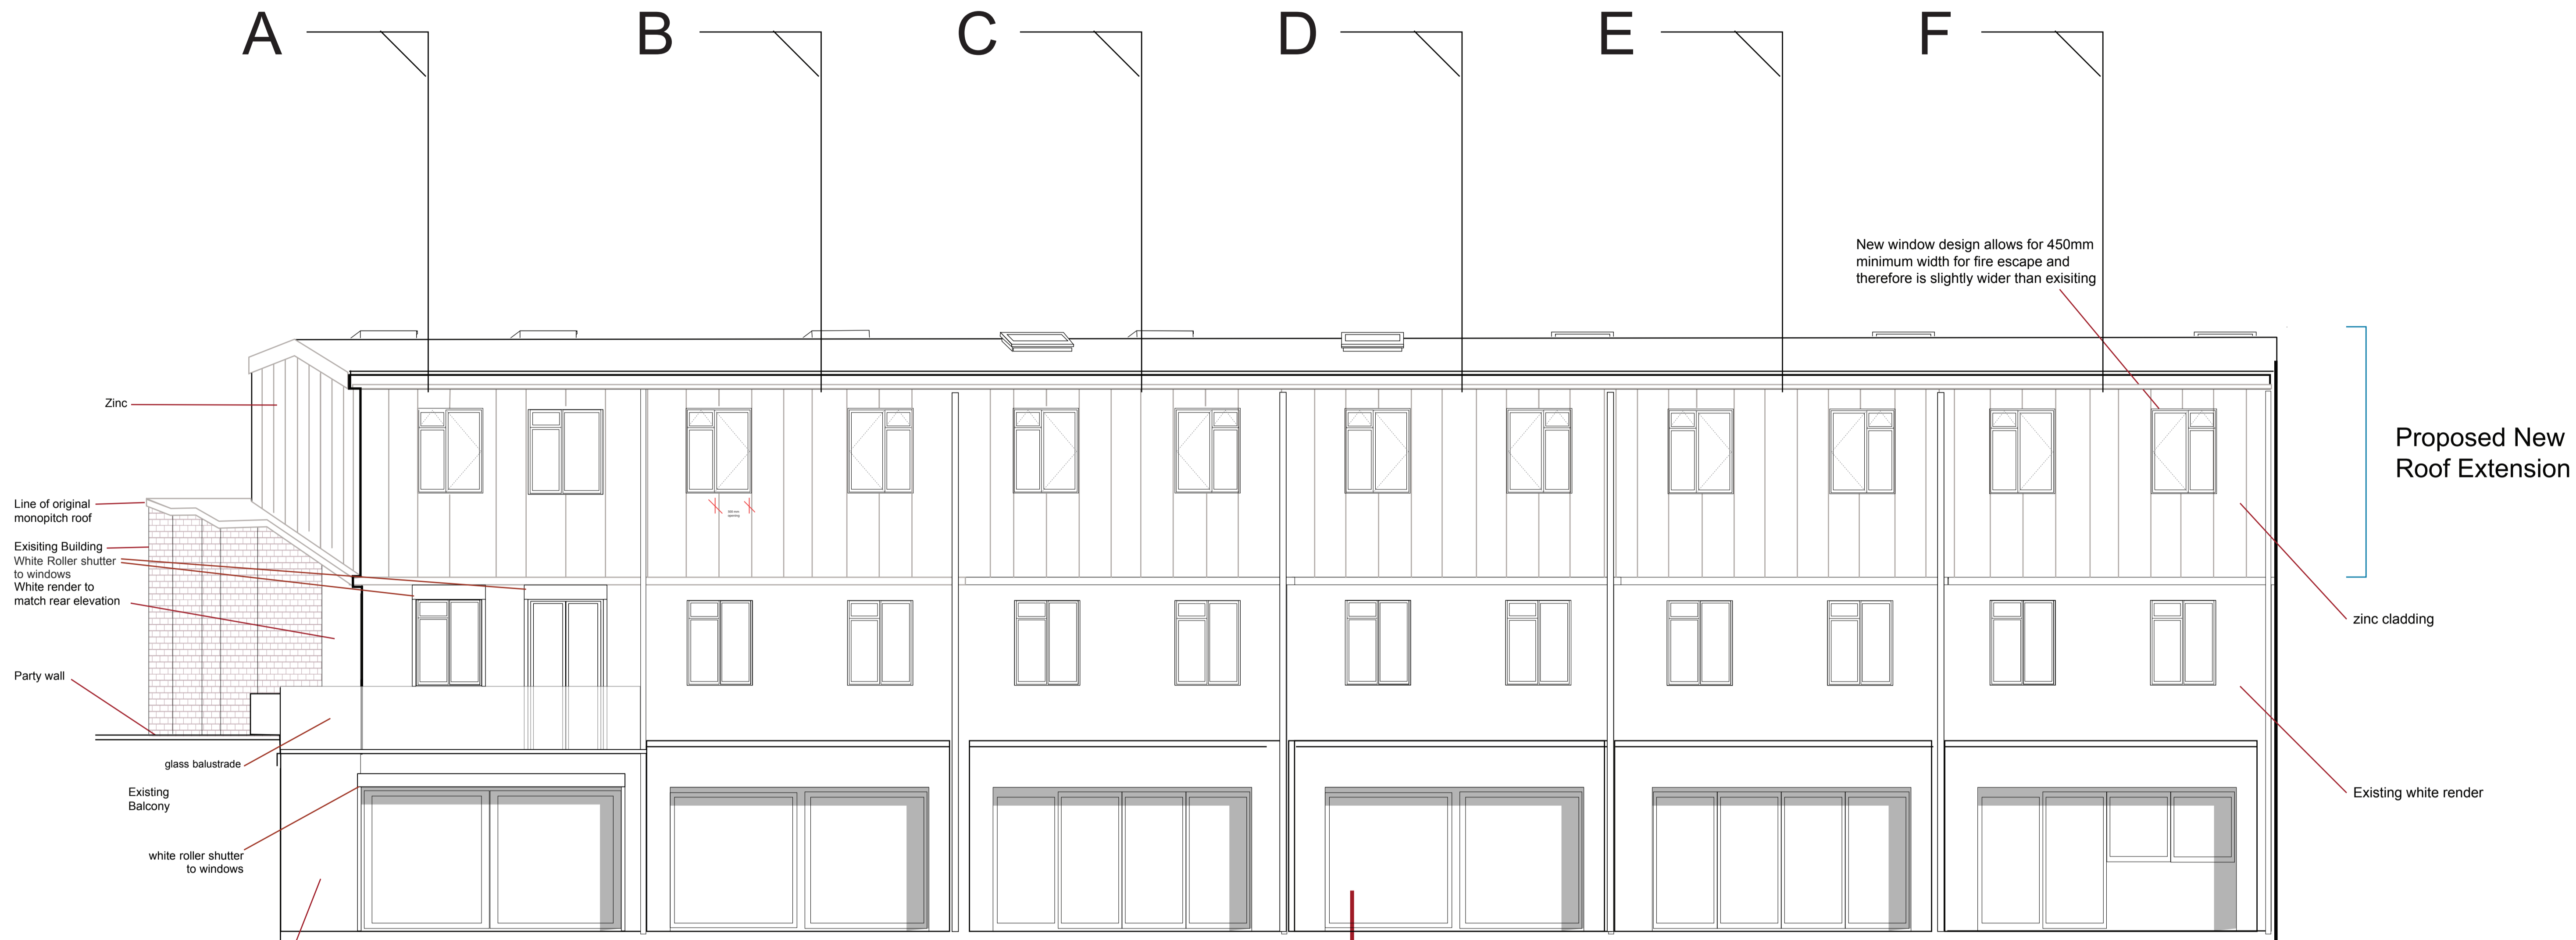 A
B
C
D
E
F
New window design allows for 450mm
minimum width for fire escape and
therefore is slightly wider than exisiting
Zinc
Proposed New
Roof Extension
Line of original
monopitch roof
Exisiting Building
White Roller shutter
to windows
White render to
match rear elevation
opening
zinc cladding
Party wall
glass balustrade
Existing
Balcony
Existing white render
white roller shutter
to windows